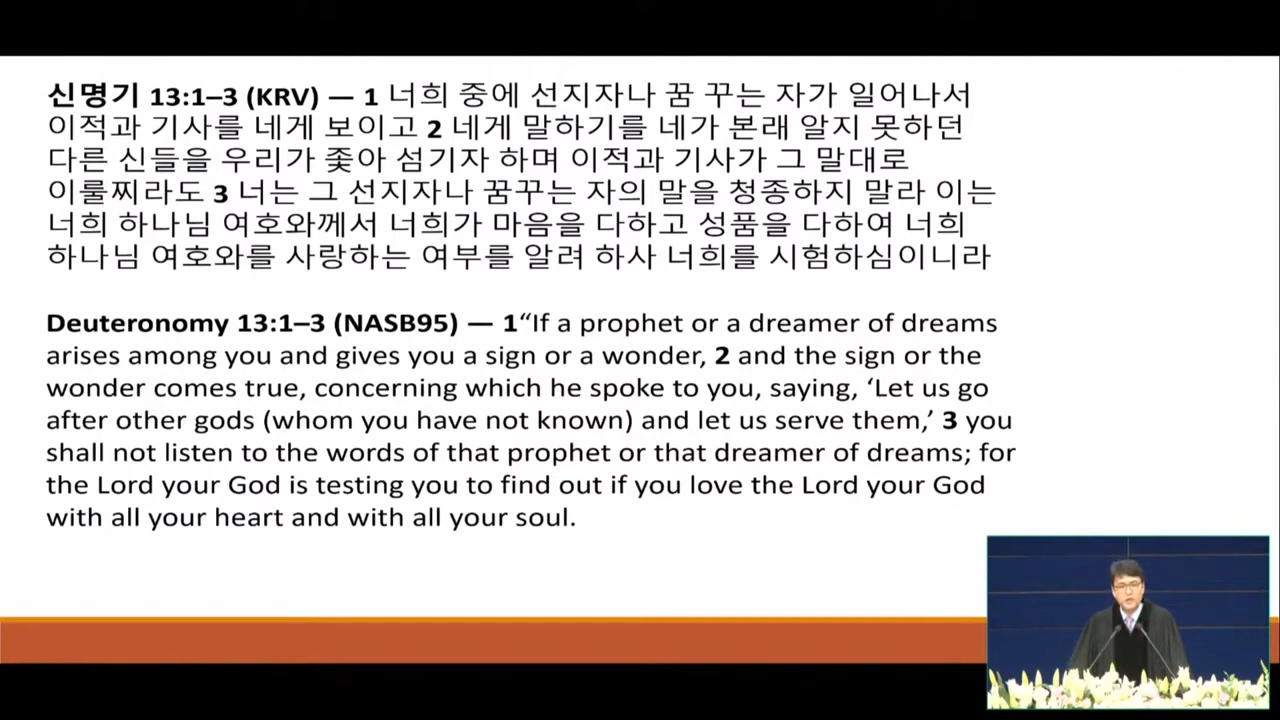 신명기 13:1–3 (KRV) — 1 너희 중에 선지자나 꿈 꾸는 자가 일어나서
이적과 기사를 네게 보이고 2 네게 말하기를 네가 본래 알지 못하던
다른 신들을 우리가 좇아 섬기자 하며 이적과 기사가 그 말대로
이룰찌라도 3 너는 그 선지자나 꿈꾸는 자의 말을 청종하지 말라 이는
너희 하나님 여호와께서 너희가 마음을 다하고 성품을 다하여 너희
하나님 여호와를 사랑하는 여부를 알려 하사 너희를 시험하심이니라
Deuteronomy 13:1–3 (NASB95) — 1“If a prophet or a dreamer of dreams
arises among you and gives you a sign or a wonder, 2 and the sign or the
wonder comes true, concerning which he spoke to you, saying, ‘Let us go
after other gods (whom you have not known) and let us serve them,’ 3 you
shall not listen to the words of that prophet or that dreamer of dreams; for
the Lord your God is testing you to find out if you love the Lord your God
with all your heart and with all your soul.